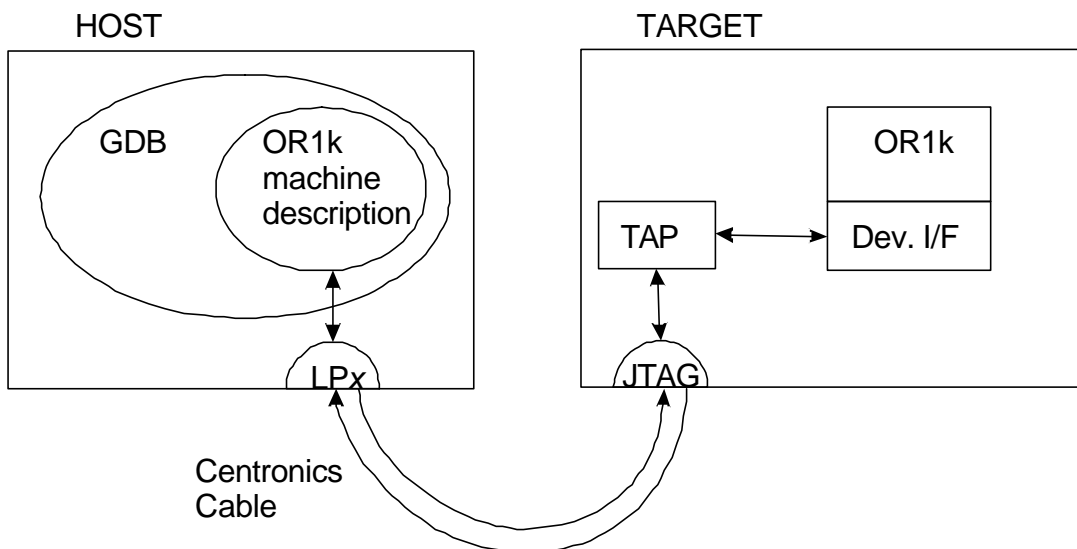 HOST
TARGET
GDB
OR1k
machine
description
OR1k
TAP
Dev. I/F
LPx
JTAG
Centronics
Cable